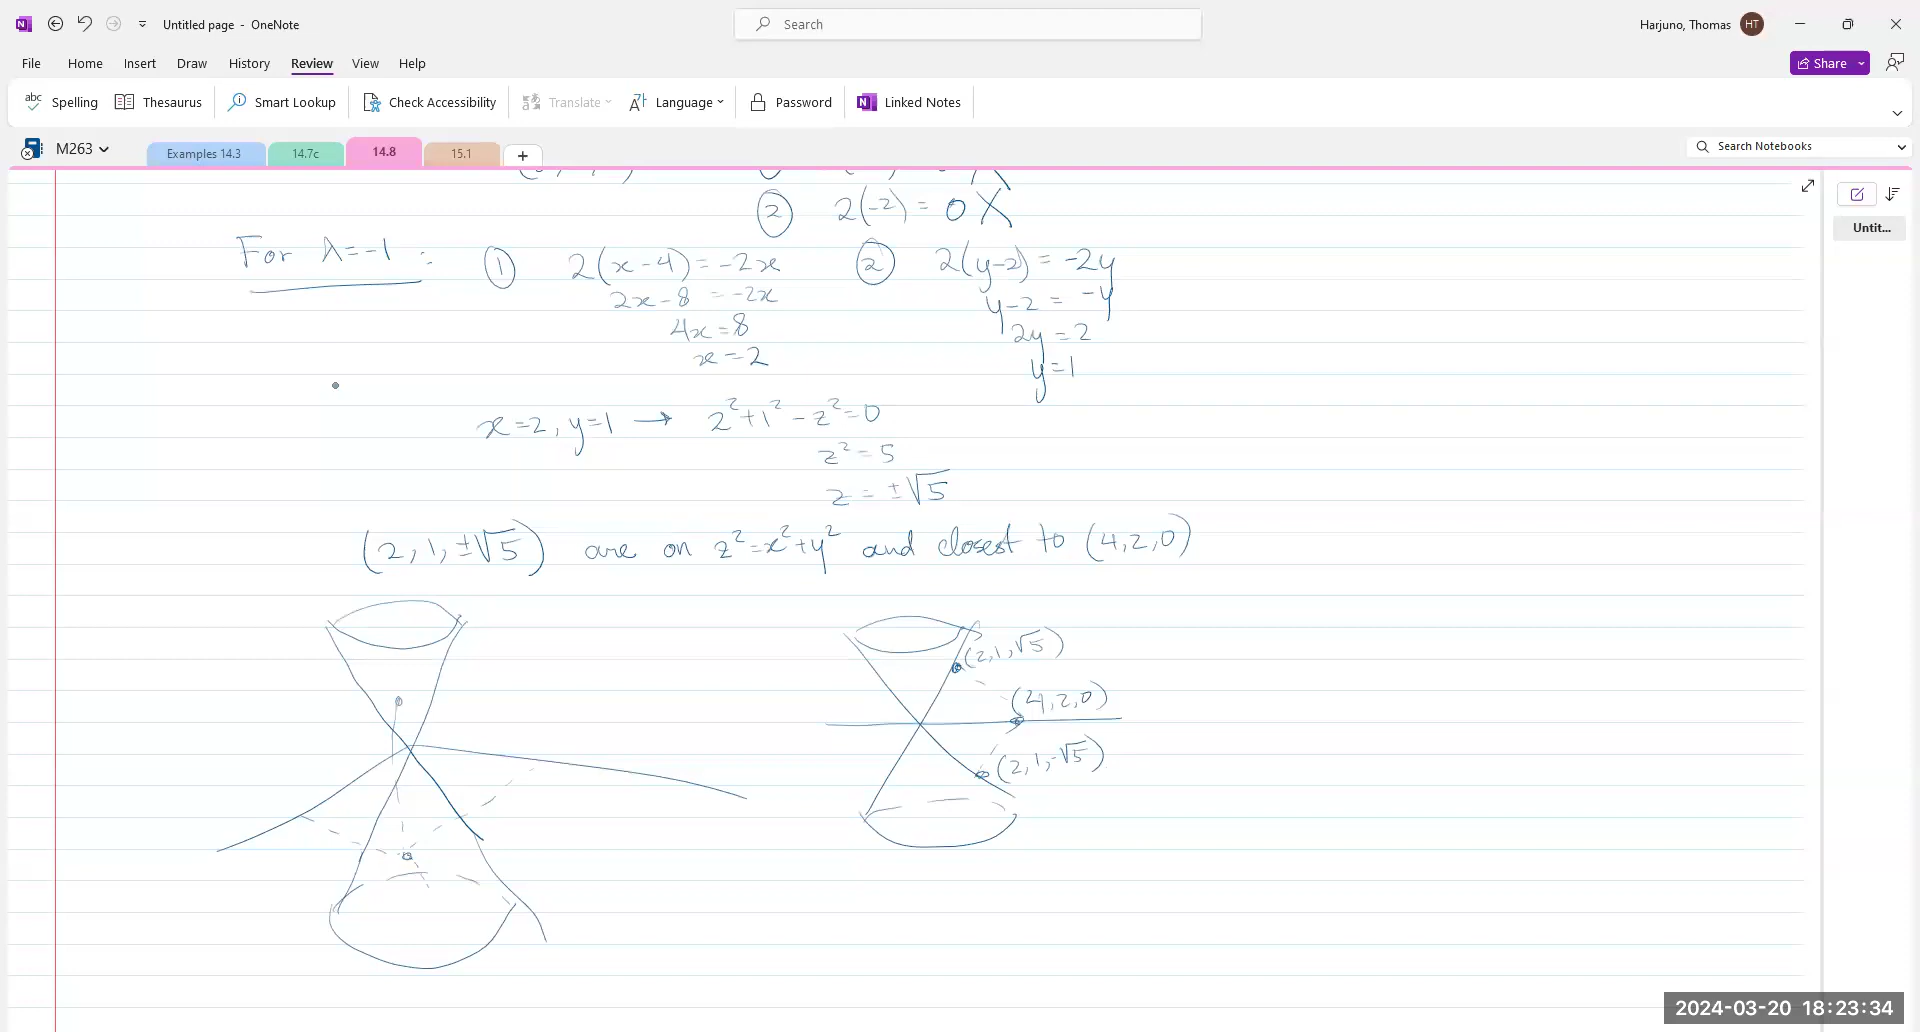 Untitled page - OneNote
Search
Harjuno, Thomas HT
File Home Insert Draw History Review View Help
Share
abc Spelling Thesaurus Smart Lookup Check Accessibility Translate Language Password Linked Notes
M263 Examples 14.3 14.7c 14.8 15.1 +
Search Notebooks
Untit...
② 2(-2) = 0 X
For λ=-1 : ① 2(x-4) = -2x ② 2(y-2) = -2y
2x-8 = -2x y-2 = -y
4x = 8 2y = 2
x = 2 y = 1
x=2, y=1 → 2²+1²-z²=0
z² = 5
z = ±√5
(2, 1, ±√5) are on z²=x²+y² and closest to (4,2,0)
(2,1,√5)
(4,2,0)
(2,1,-√5)
2024-03-20 18:23:34